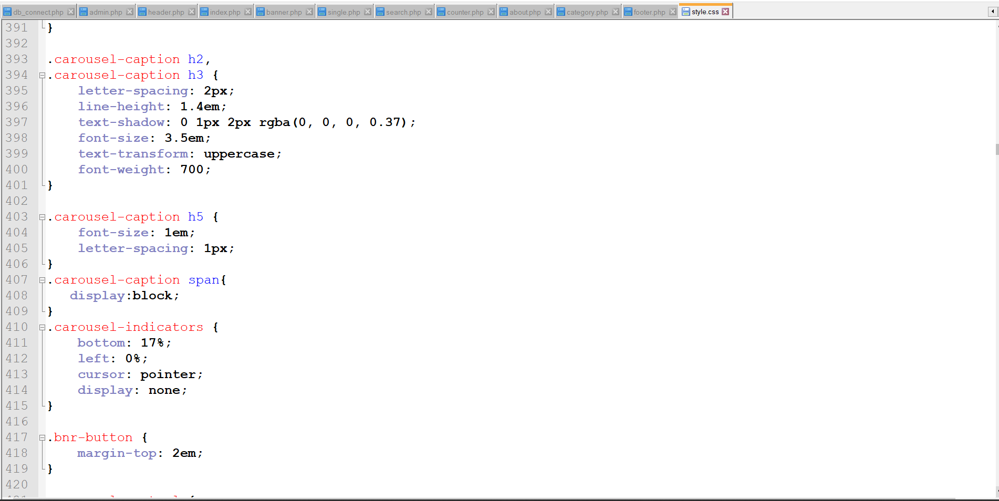 db_connect.php admin.php header.php index.php banner.php single.php search.php counter.php about.php category.php footer.php style.css
391 }
392
393 .carousel-caption h2,
394 .carousel-caption h3 {
395     letter-spacing: 2px;
396     line-height: 1.4em;
397     text-shadow: 0 1px 2px rgba(0, 0, 0, 0.37);
398     font-size: 3.5em;
399     text-transform: uppercase;
400     font-weight: 700;
401 }
402
403 .carousel-caption h5 {
404     font-size: 1em;
405     letter-spacing: 1px;
406 }
407 .carousel-caption span{
408    display:block;
409 }
410 .carousel-indicators {
411     bottom: 17%;
412     left: 0%;
413     cursor: pointer;
414     display: none;
415 }
416
417 .bnr-button {
418     margin-top: 2em;
419 }
420